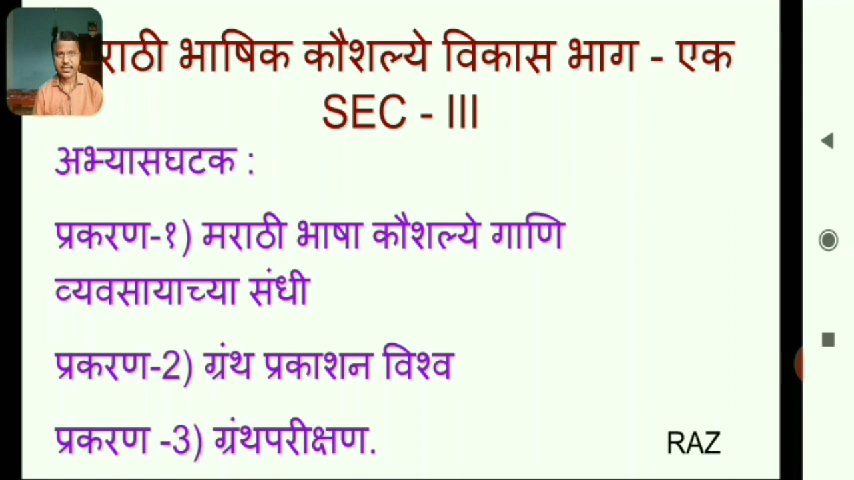 राठी भाषिक कौशल्ये विकास भाग - एक
SEC - III
अभ्यासघटक :
प्रकरण-१) मराठी भाषा कौशल्ये गाणि
व्यवसायाच्या संधी
प्रकरण-2) ग्रंथ प्रकाशन विश्व
प्रकरण -3) ग्रंथपरीक्षण.
RAZ